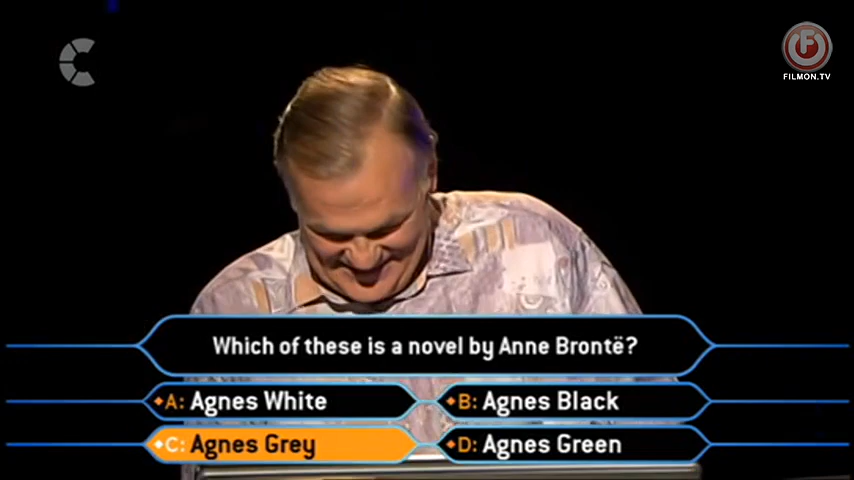 FILMON.TV
Which of these is a novel by Anne Brontë?
A: Agnes White
B: Agnes Black
C: Agnes Grey
D: Agnes Green